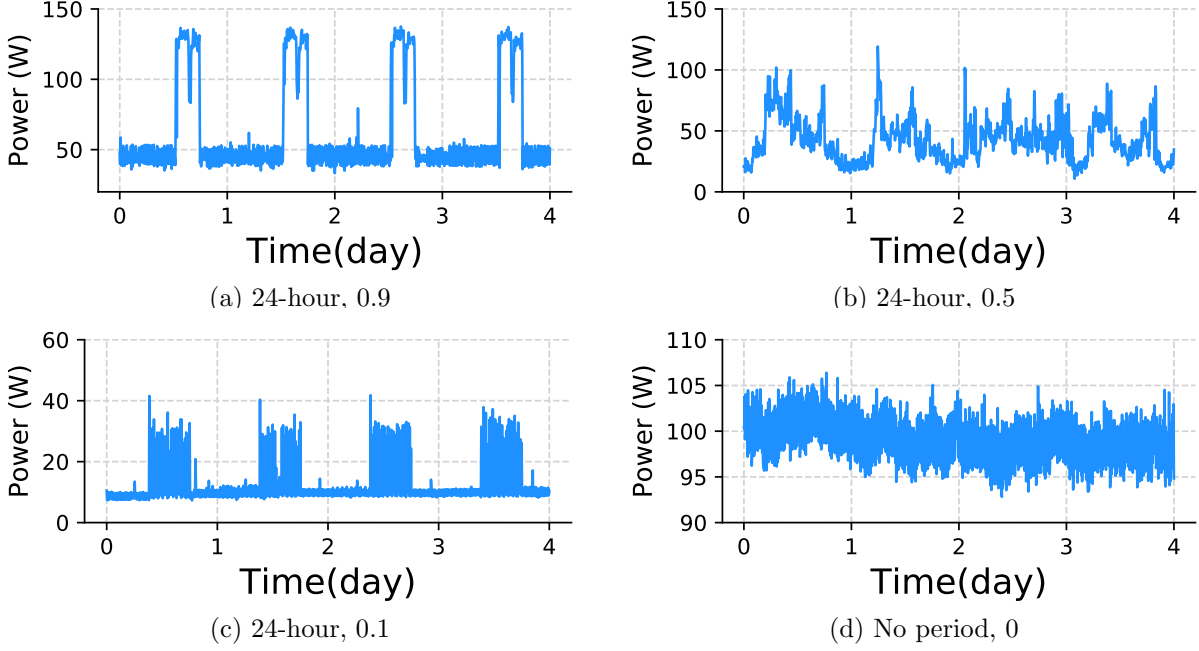 150
100
50
Power (W)
0 1 2 3 4
Time(day)
(a) 24-hour, 0.9
150
100
50
0
Power (W)
0 1 2 3 4
Time(day)
(b) 24-hour, 0.5
60
40
20
0
Power (W)
0 1 2 3 4
Time(day)
(c) 24-hour, 0.1
110
105
100
95
90
Power (W)
0 1 2 3 4
Time(day)
(d) No period, 0